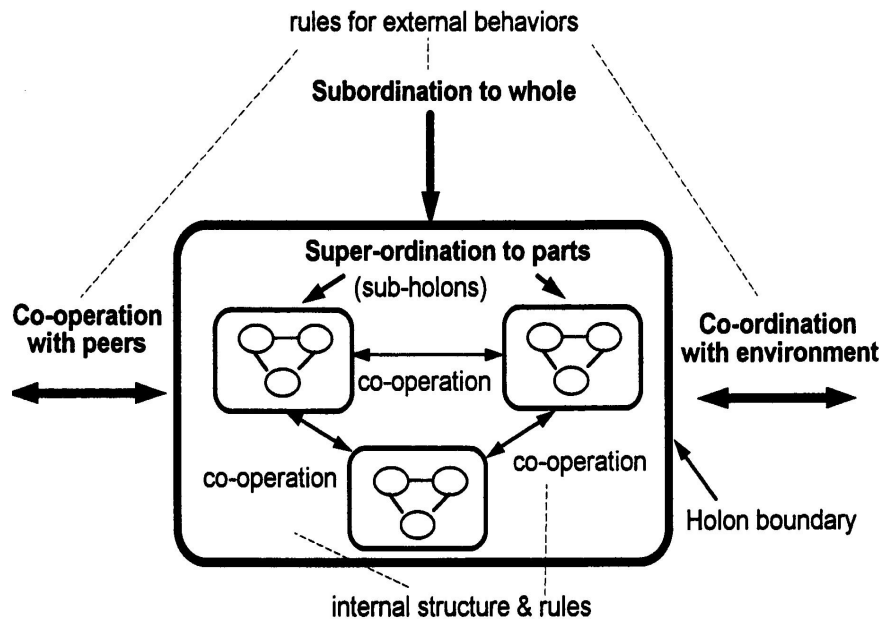 rules for external behaviors
Subordination to whole
Super-ordination to parts
(sub-holons)
Co-operation
with peers
Co-ordination
with environment
co-operation
co-operation
co-operation
Holon boundary
internal structure & rules